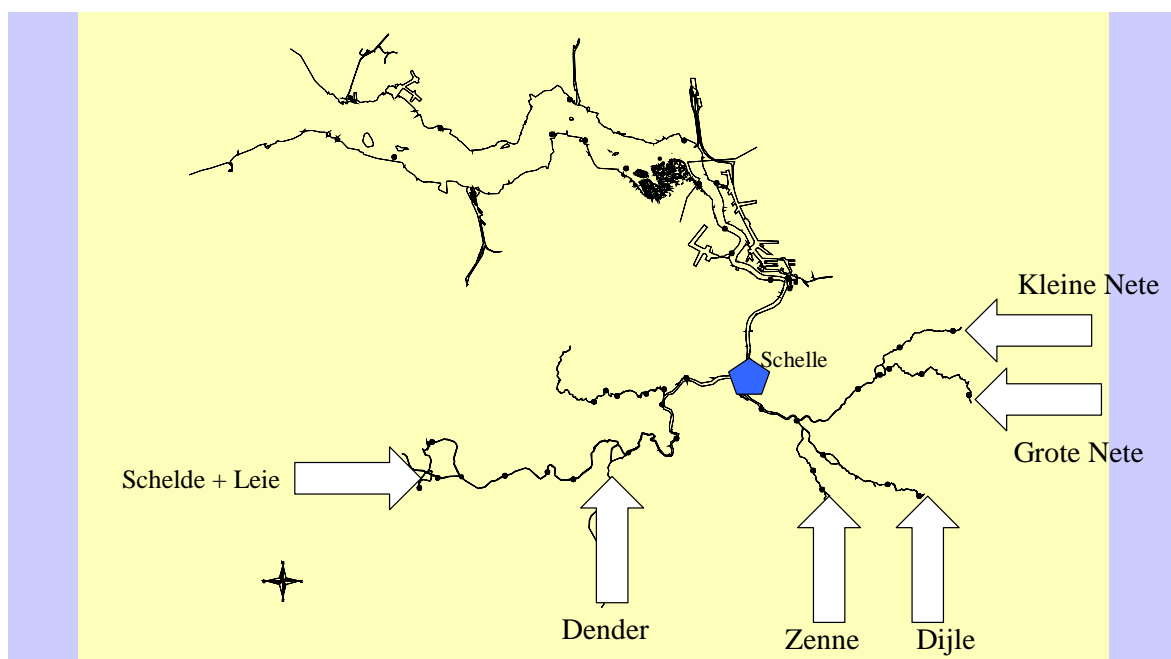 Kleine Nete
Schelle
Grote Nete
Schelde + Leie
Dender
Zenne
Dijle